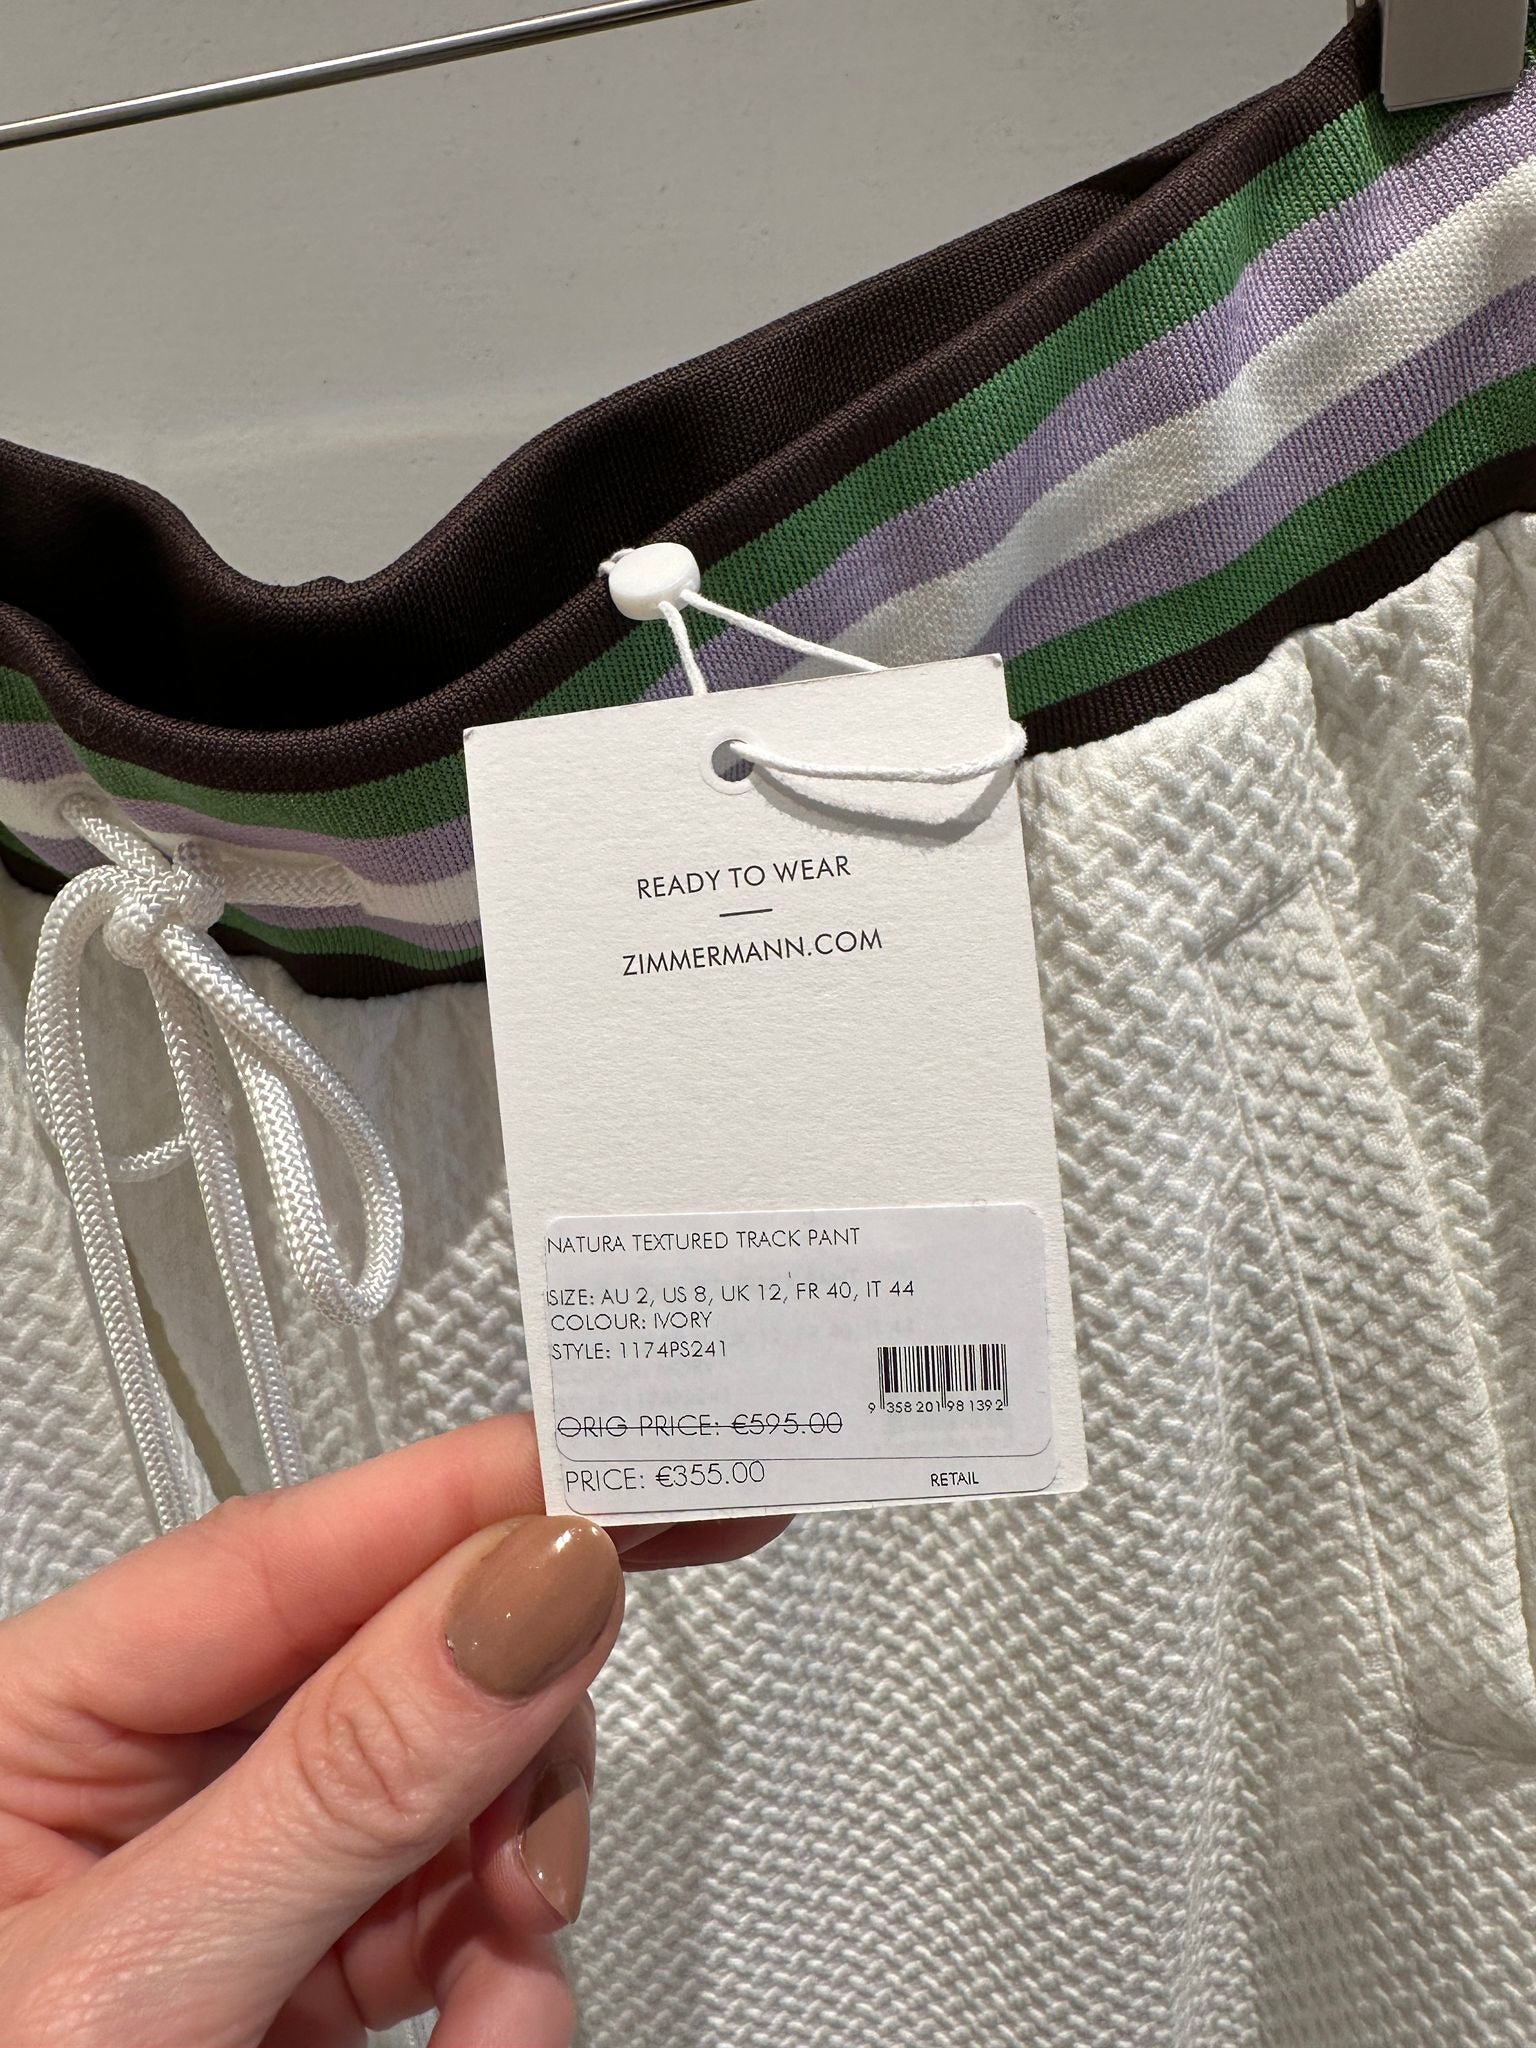 READY TO WEAR
ZIMMERMANN.COM
NATURA TEXTURED TRACK PANT
SIZE: AU 2, US 8, UK 12, FR 40, IT 44
COLOUR: IVORY
STYLE: 1174PS241
9 358201 981392
ORIG PRICE: €595.00
PRICE: €355.00
RETAIL